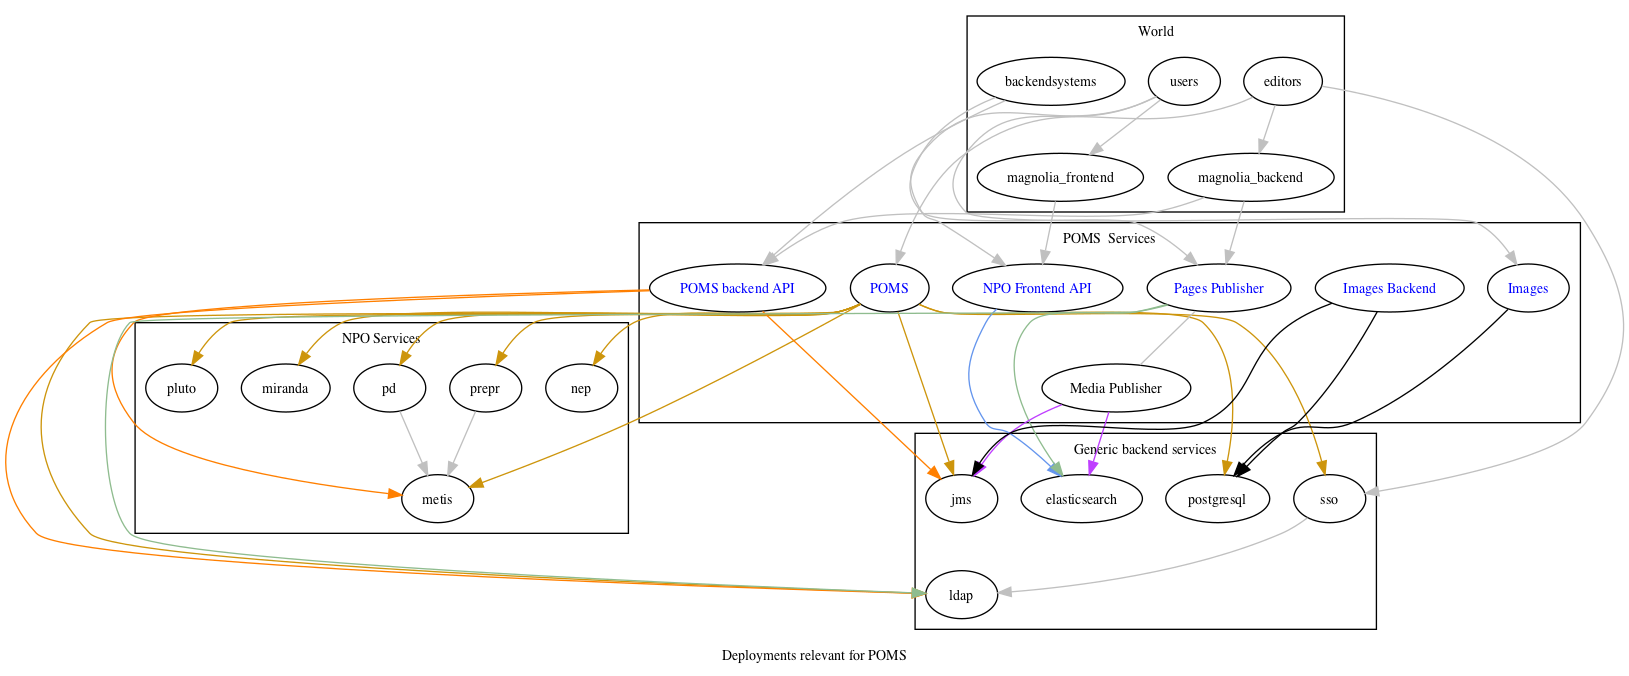 World
backendsystems
users
editors
magnolia_frontend
magnolia_backend
POMS  Services
POMS backend API
POMS
NPO Frontend API
Pages Publisher
Images Backend
Images
NPO Services
pluto
miranda
pd
prepr
nep
Media Publisher
Generic backend services
metis
jms
elasticsearch
postgresql
sso
ldap
Deployments relevant for POMS